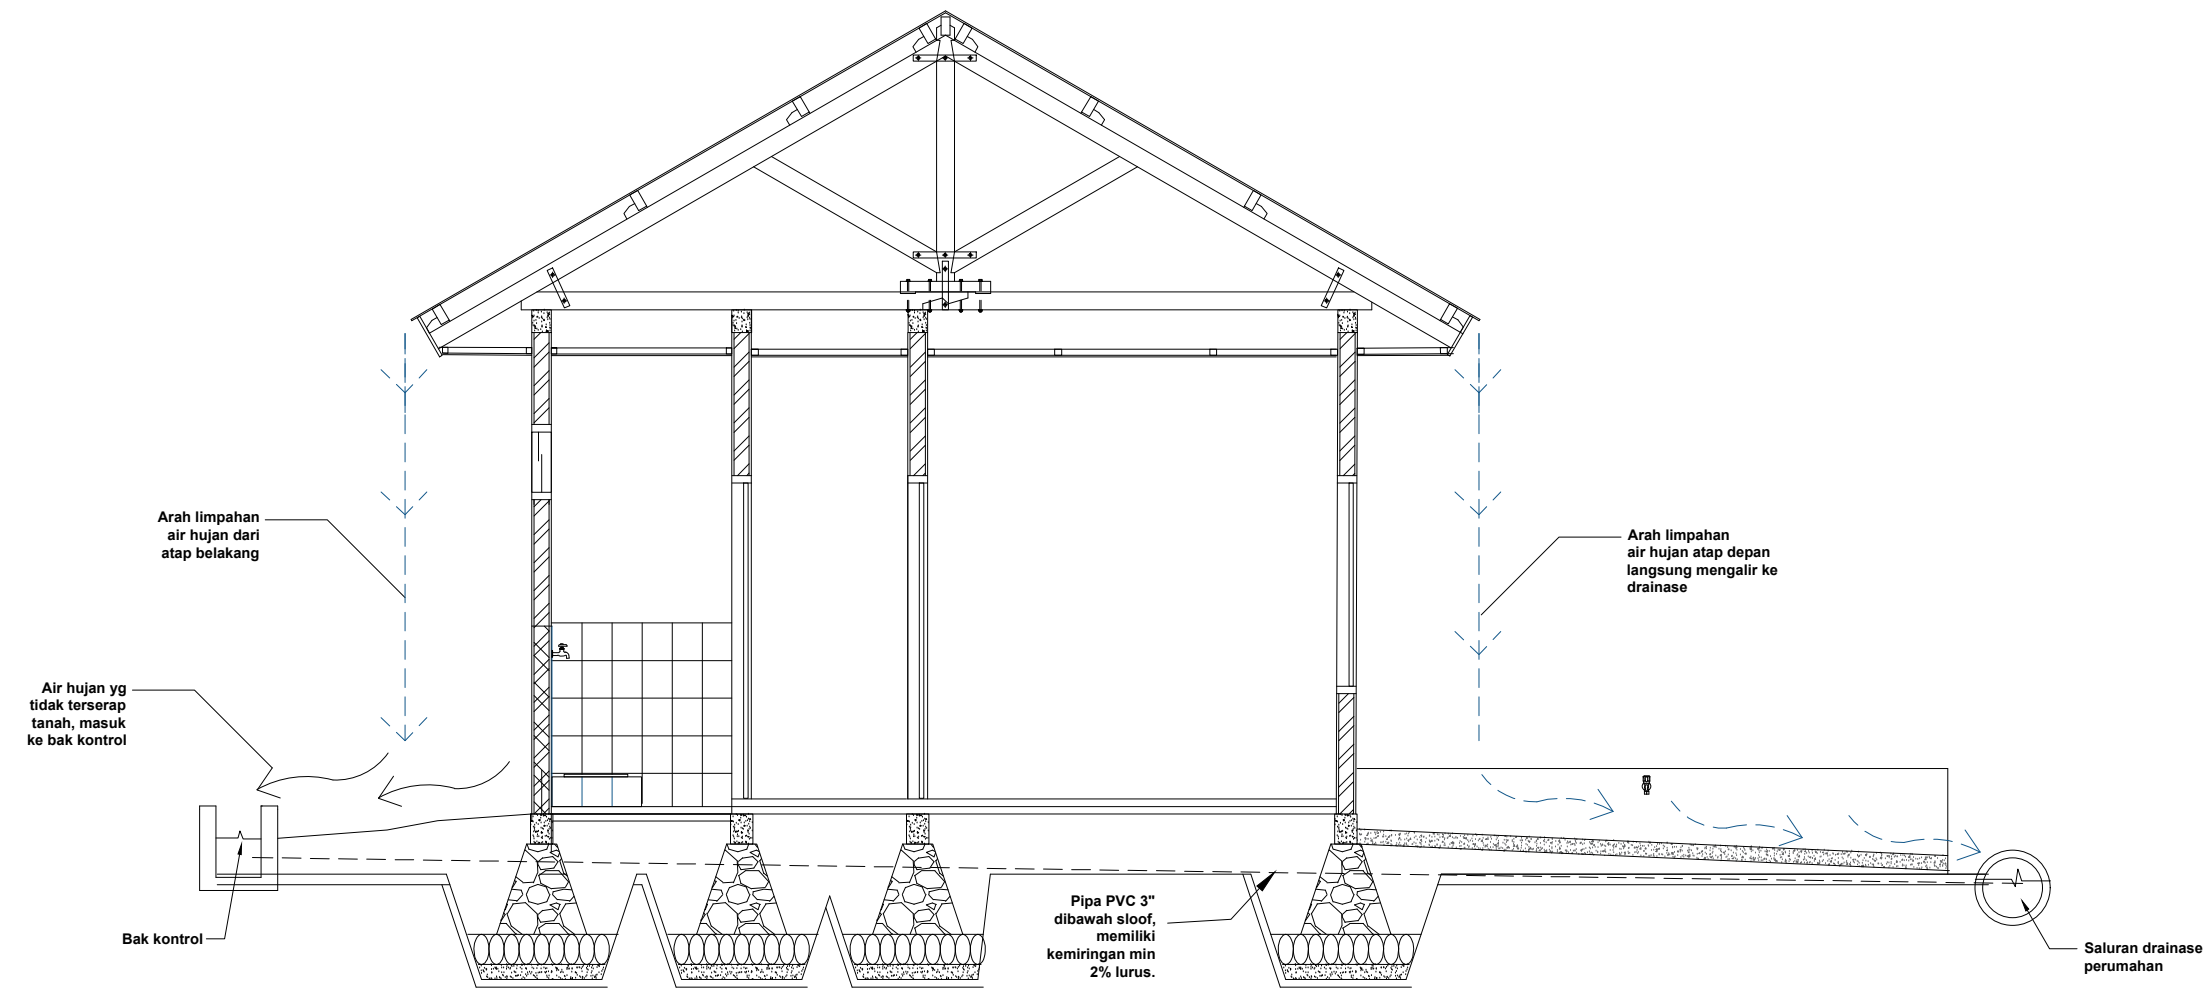 Arah limpahan
air hujan dari
atap belakang
Arah limpahan
air hujan atap depan
langsung mengalir ke
drainase
Air hujan yg
tidak terserap
tanah, masuk
ke bak kontrol
Pipa PVC 3"
dibawah sloof,
memiliki
kemiringan min
2% lurus.
Bak kontrol
Saluran drainase
perumahan